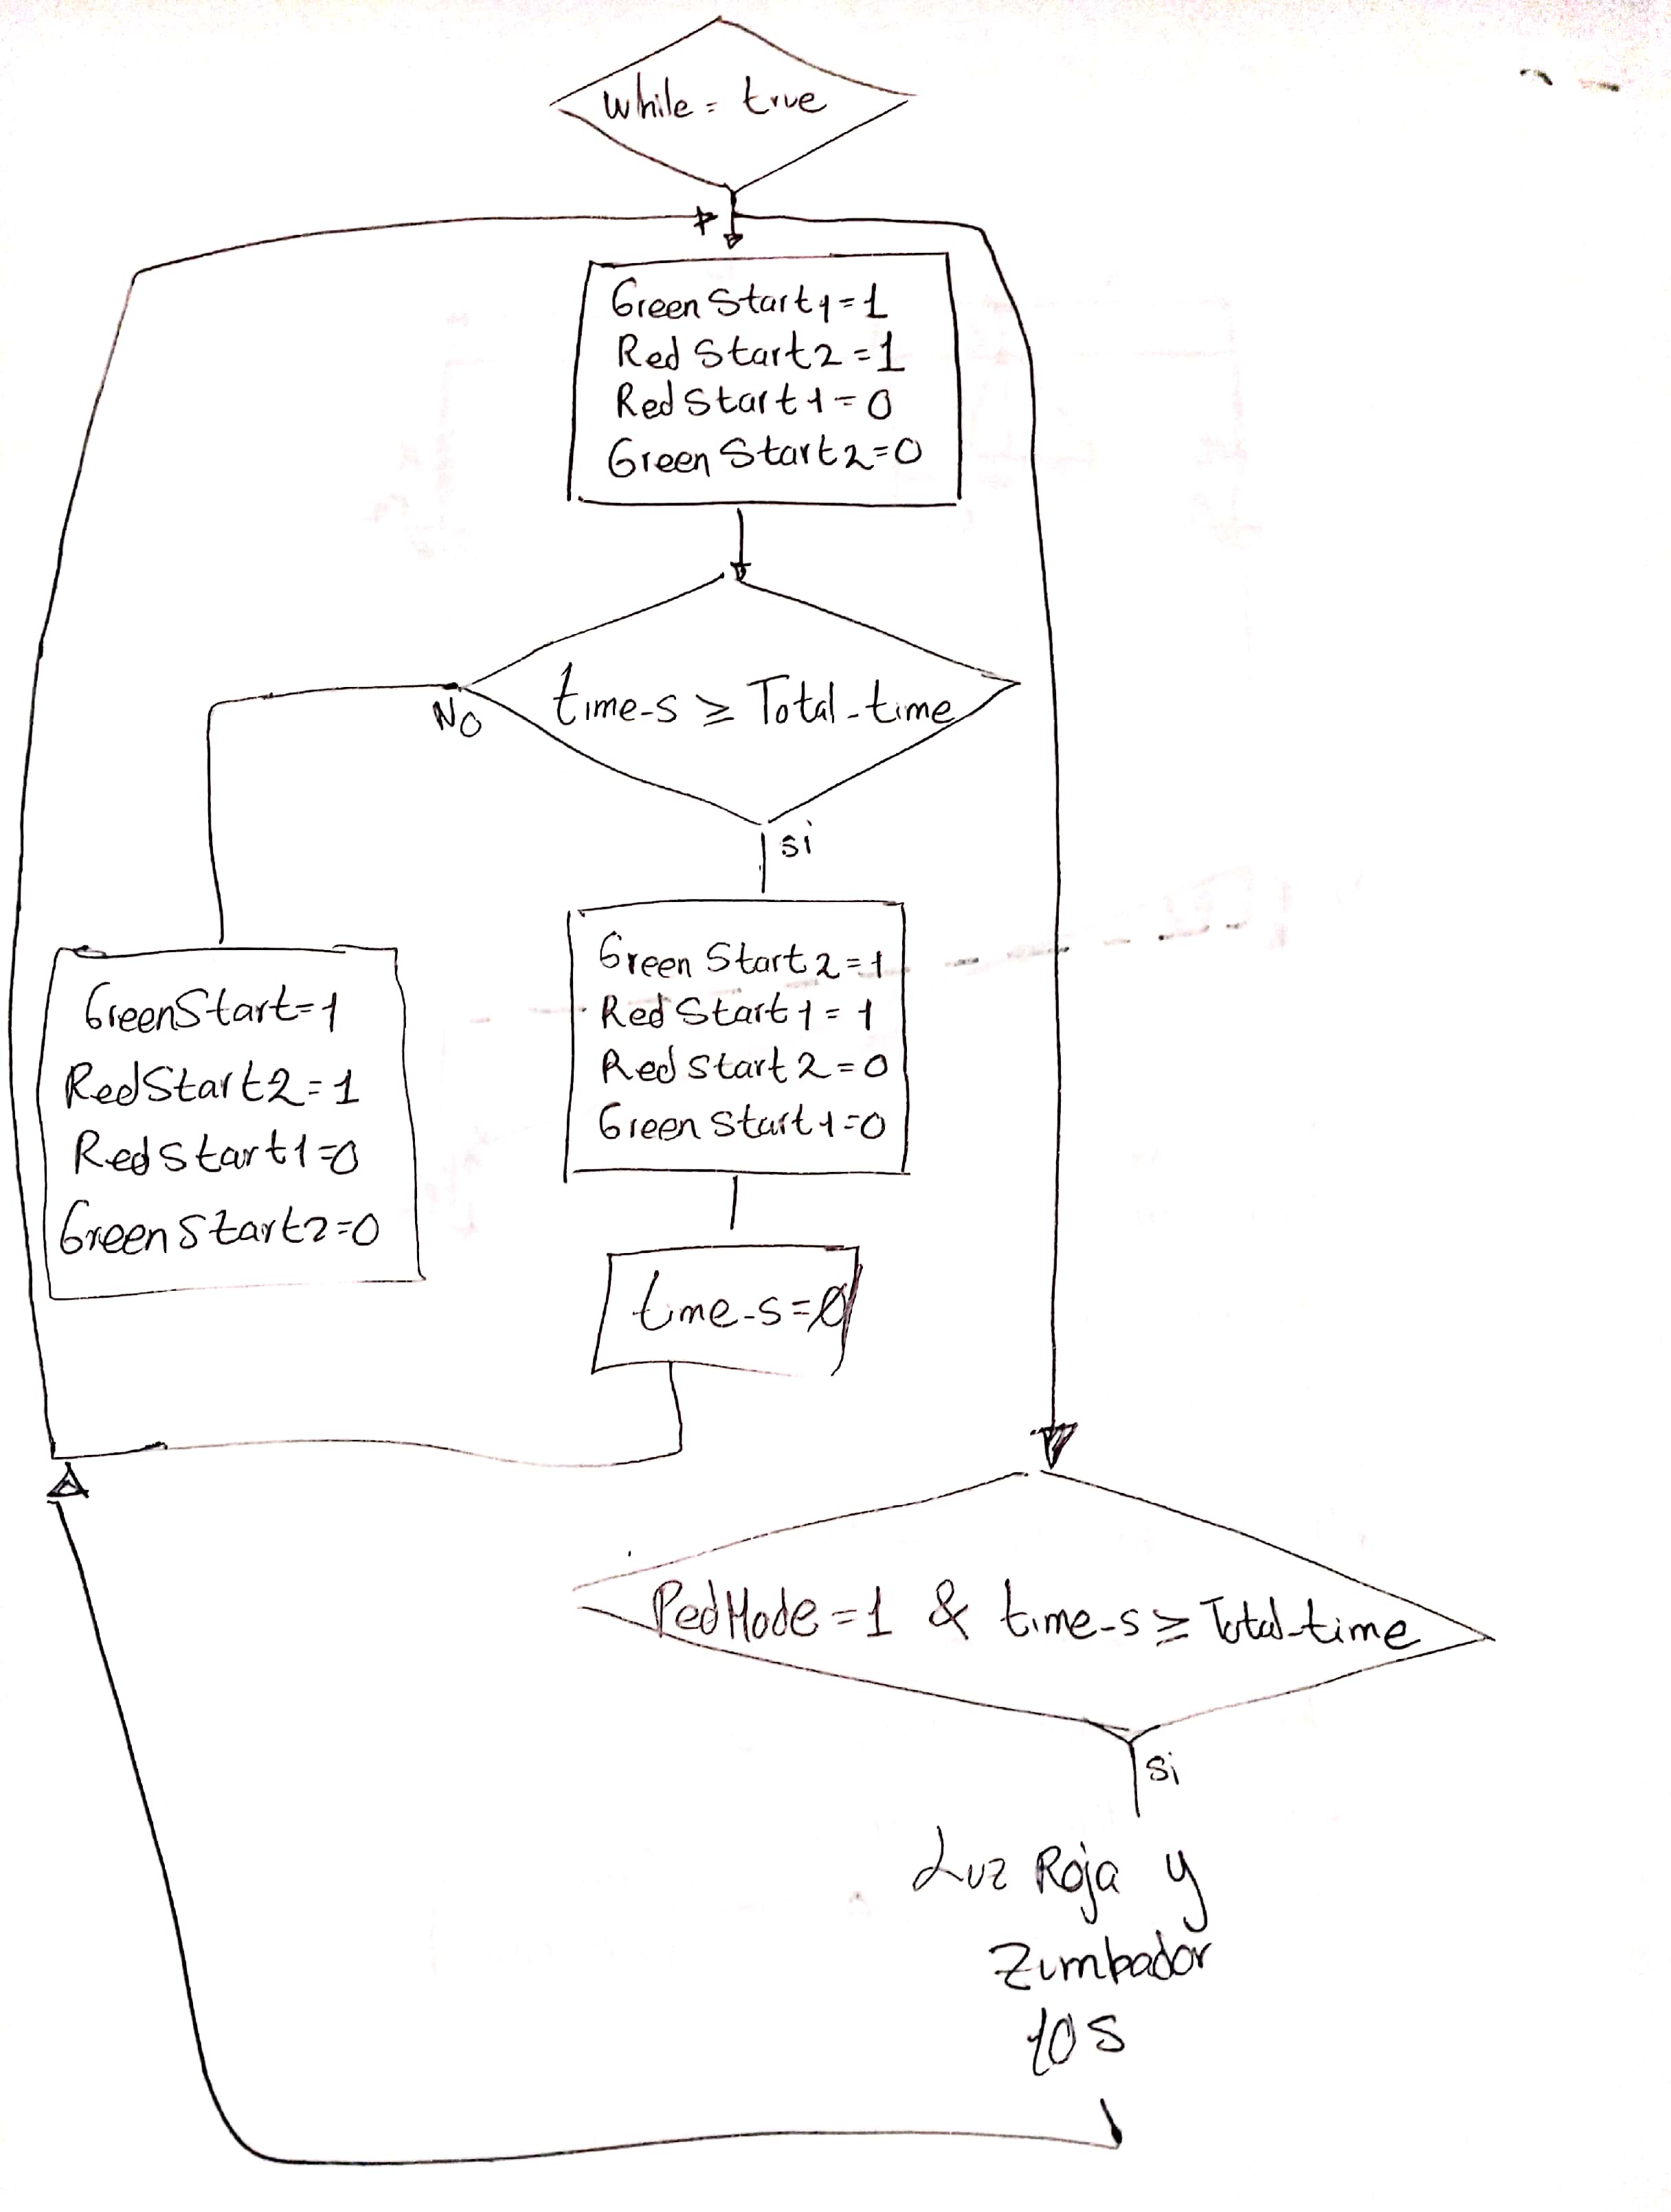 while = true
Green Start1=1
Red Start2=1
Red Start1=0
Green Start2=0
time-s ≥ Total-time
NO
si
Green Start2=1
Red Start1=1
Red Start2=0
Green Start1=0
GreenStart=1
RedStart2=1
RedStart1=0
GreenStart2=0
time-s=0
PedMode=1 & time-s ≥ Total-time
si
Luz Roja y
Zumbador
10s